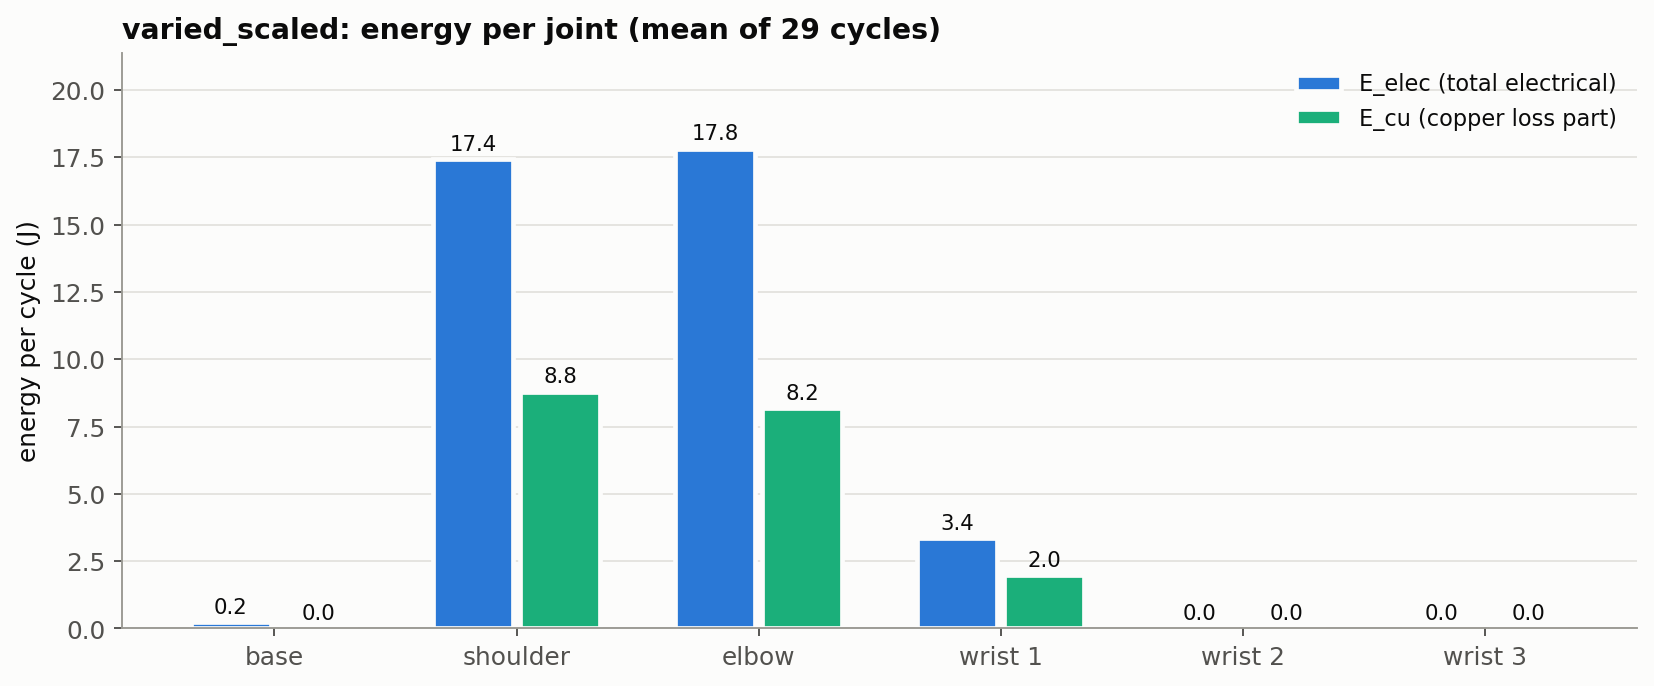 varied_scaled: energy per joint (mean of 29 cycles)
E_elec (total electrical)
E_cu (copper loss part)
energy per cycle (J)
20.0
17.5
15.0
12.5
10.0
7.5
5.0
2.5
0.0
0.2
0.0
17.4
8.8
17.8
8.2
3.4
2.0
0.0
0.0
0.0
0.0
base
shoulder
elbow
wrist 1
wrist 2
wrist 3